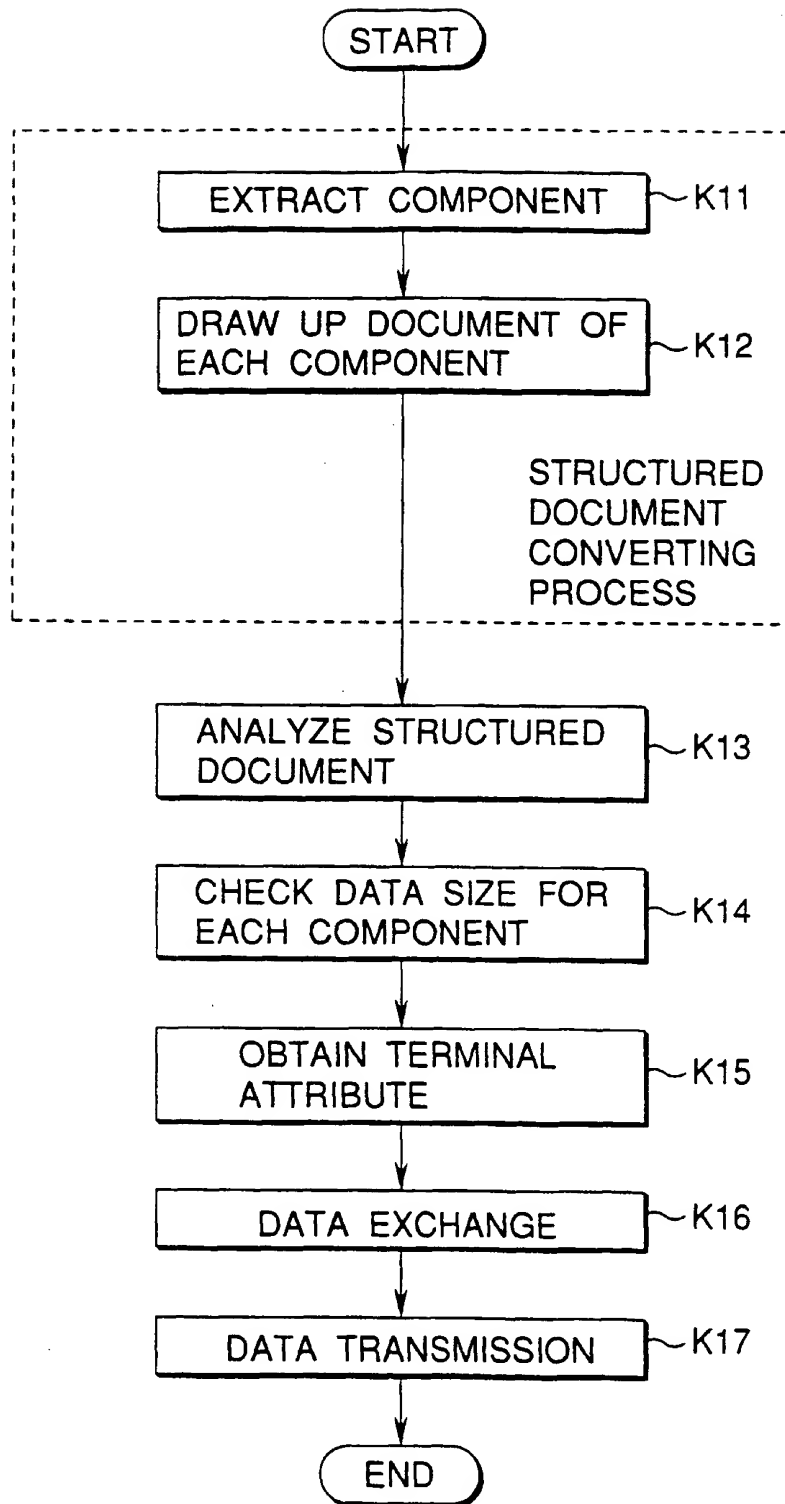 START
EXTRACT COMPONENT
K11
DRAW UP DOCUMENT OF
EACH COMPONENT
K12
STRUCTURED
DOCUMENT
CONVERTING
PROCESS
ANALYZE STRUCTURED
DOCUMENT
K13
CHECK DATA SIZE FOR
EACH COMPONENT
K14
OBTAIN TERMINAL
ATTRIBUTE
K15
DATA EXCHANGE
K16
DATA TRANSMISSION
K17
END